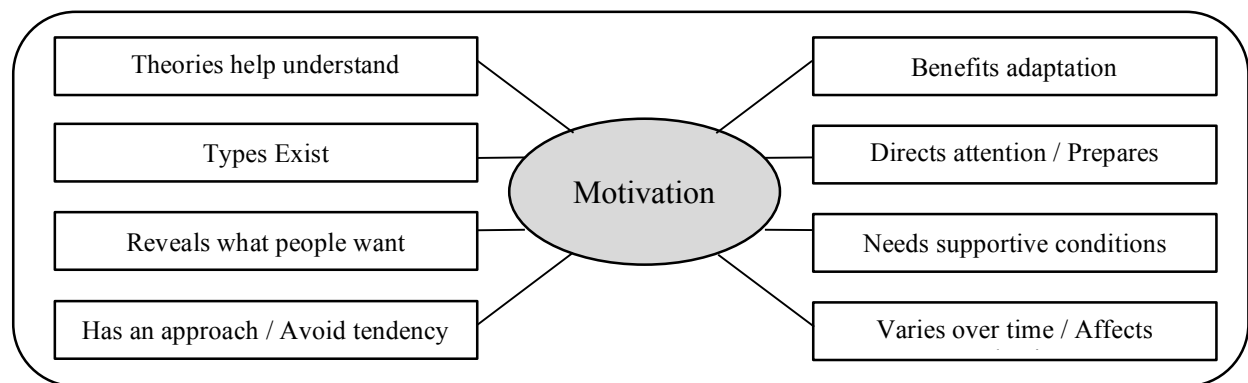 Theories help understand
Benefits adaptation
Types Exist
Directs attention / Prepares
Motivation
Reveals what people want
Needs supportive conditions
Has an approach / Avoid tendency
Varies over time / Affects